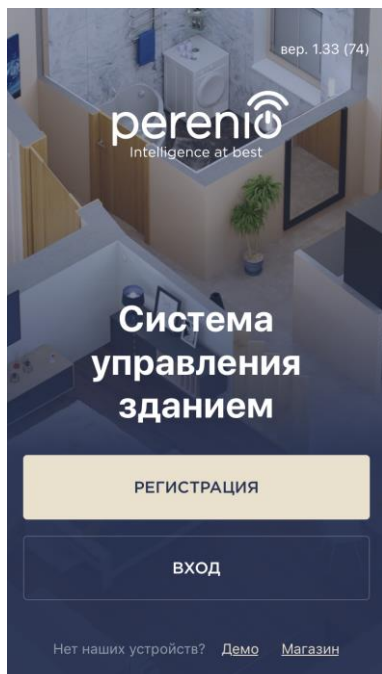 вер. 1.33 (74)
perenio
Intelligence at best
Система
управления
зданием
РЕГИСТРАЦИЯ
ВХОД
Нет наших устройств? Демо Магазин